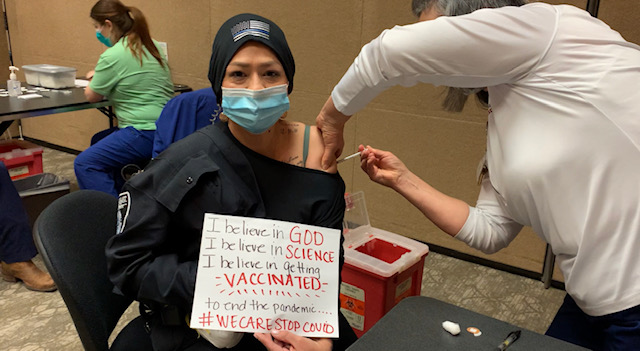 I believe in GOD
I believe in SCIENCE
I believe in getting
VACCINATED
to end the pandemic....
#WECARESTOPCOVID